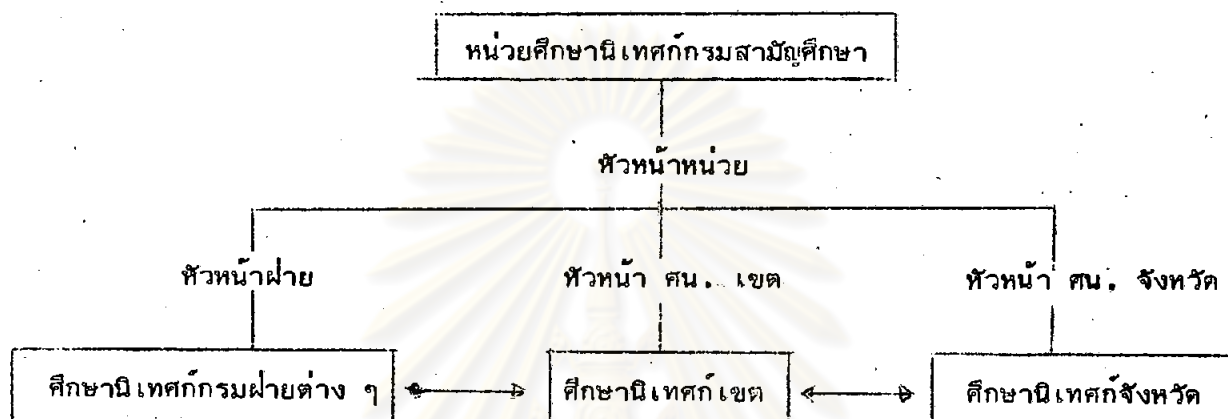 หน่วยศึกษานิเทศก์กรมสามัญศึกษา
หัวหน้าหน่วย
หัวหน้าฝ่าย หัวหน้า ศน. เขต หัวหน้า ศน. จังหวัด
ศึกษานิเทศก์กรมฝ่ายต่าง ๆ ศึกษานิเทศก์เขต ศึกษานิเทศก์จังหวัด